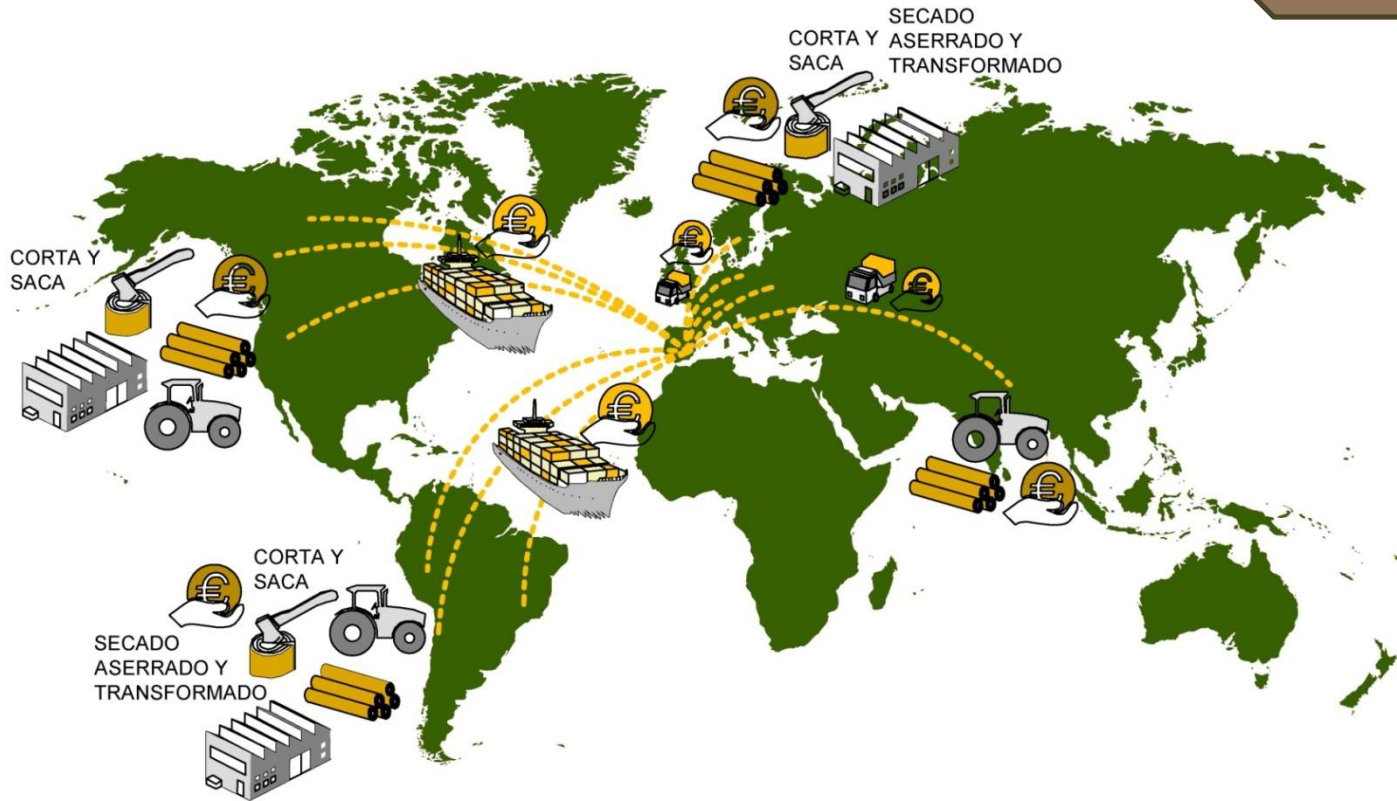 SECADO
CORTA Y ASERRADO Y
SACA TRANSFORMADO
CORTA Y
SACA
CORTA Y
SACA
SECADO
ASERRADO Y
TRANSFORMADO